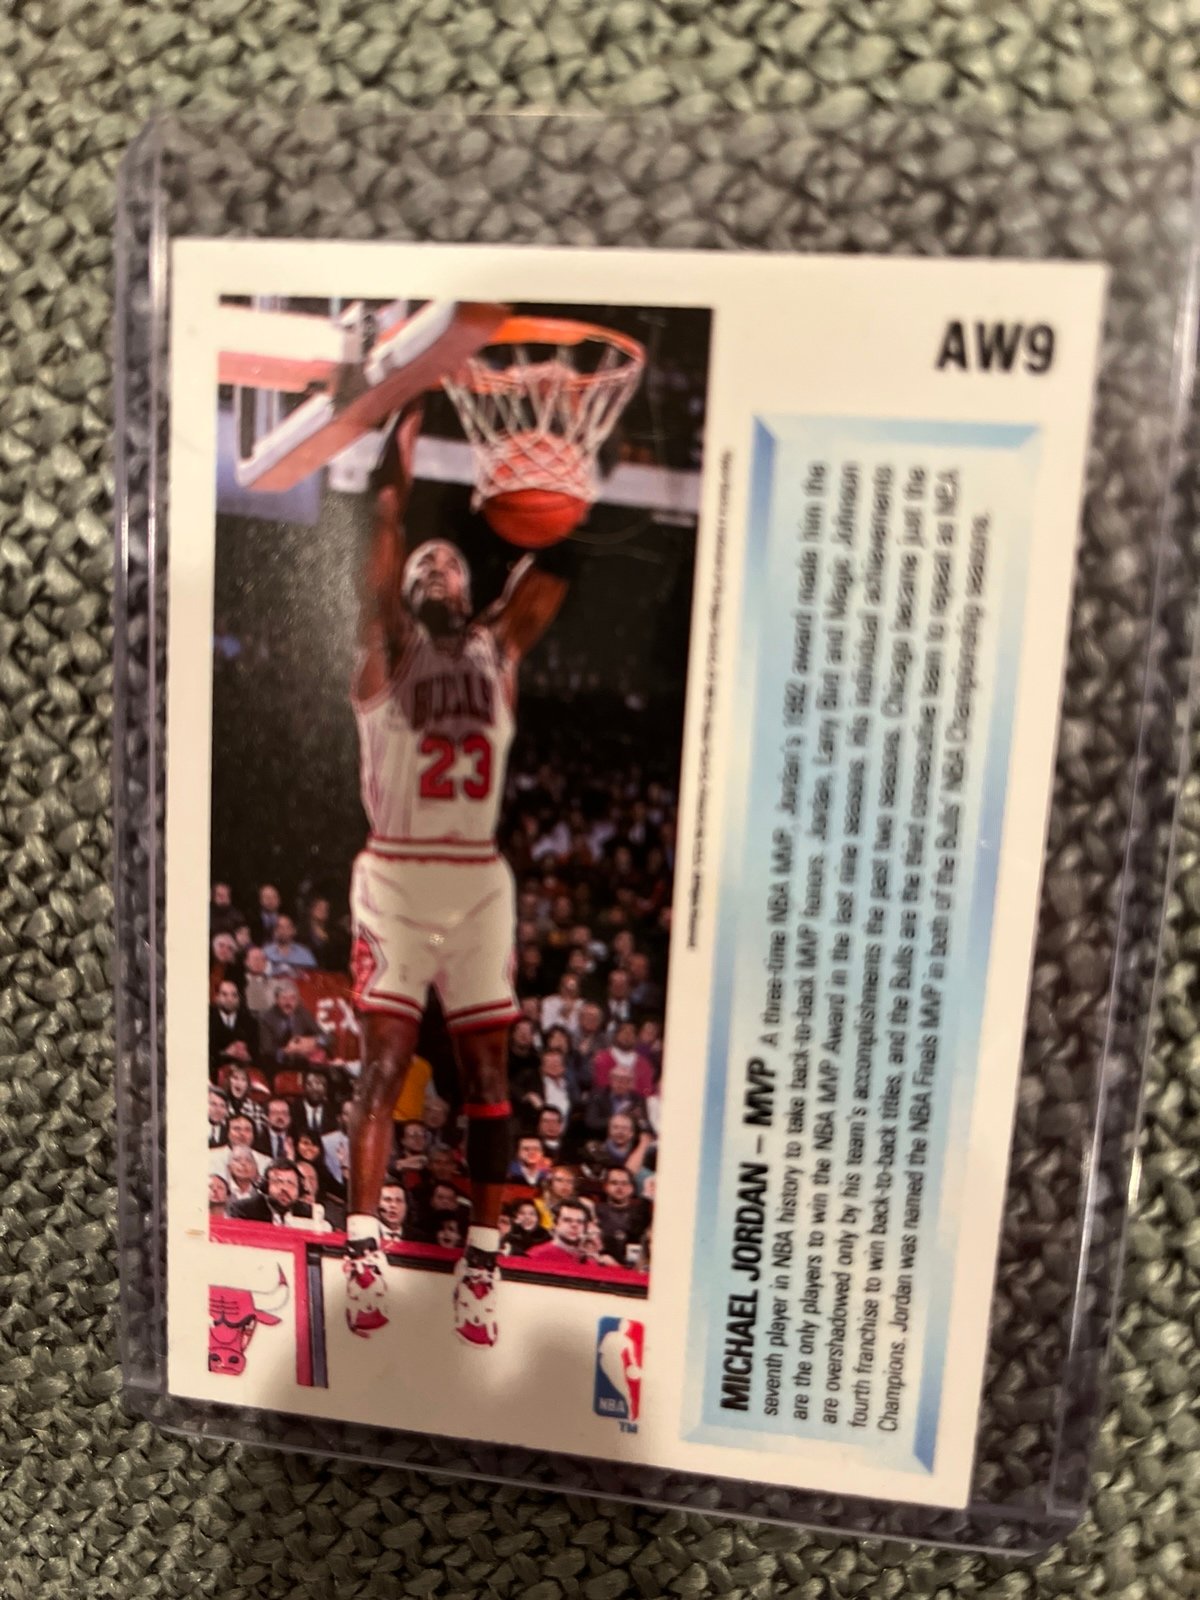 AW9
BULLS
23
NBA
TM
MICHAEL JORDAN – MVP A three-time NBA MVP, Jordan's 1992 award made him the
seventh player in NBA history to take back-to-back MVP honors. Jordan, Larry Bird and Magic Johnson
are the only players to win the NBA MVP Award in the last nine seasons. His individual achievements
are overshadowed only by his team's accomplishments the past two seasons. Chicago became just the
fourth franchise to win back-to-back titles, and the Bulls are the third consecutive team to repeat as NBA
Champions. Jordan was named the NBA Finals MVP in both of the Bulls' NBA Championship seasons.